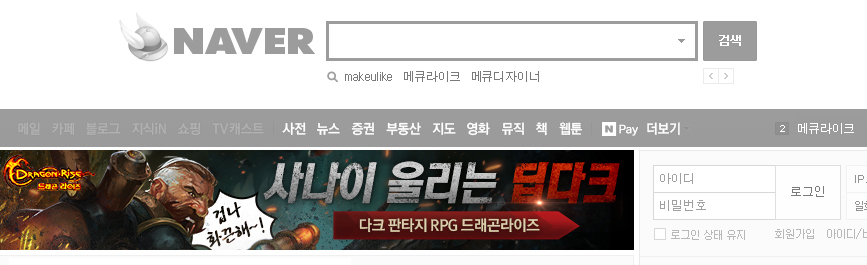 NAVER
검색
makeulike 메큐라이크 메큐디자이너
메일 카페 블로그 지식iN 쇼핑 TV캐스트 사전 뉴스 증권 부동산 지도 영화 뮤직 책 웹툰 N Pay 더보기 2 메큐라이크
DRAGON-RISE
드래곤 라이즈
겁나
화끈해~!
사나이 울리는 딥다크
다크 판타지 RPG 드래곤라이즈
아이디
비밀번호
로그인
로그인 상태 유지
회원가입 아이디/